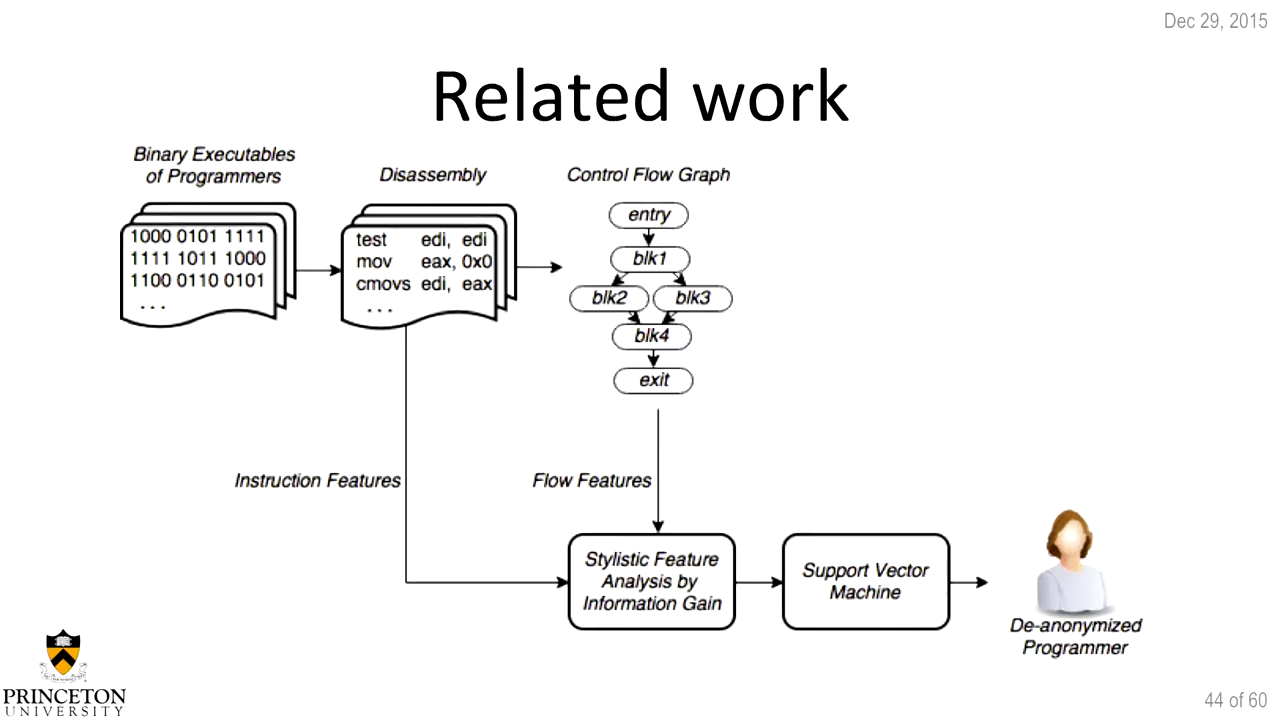 Dec 29, 2015
Related work
Binary Executables
of Programmers
Disassembly
Control Flow Graph
1000 0101 1111
1111 1011 1000
1100 0110 0101
. . .
test edi, edi
mov eax, 0x0
cmovs edi, eax
. . .
entry
blk1
blk2
blk3
blk4
exit
Instruction Features
Flow Features
Stylistic Feature
Analysis by
Information Gain
Support Vector
Machine
De-anonymized
Programmer
PRINCETON
UNIVERSITY
44 of 60